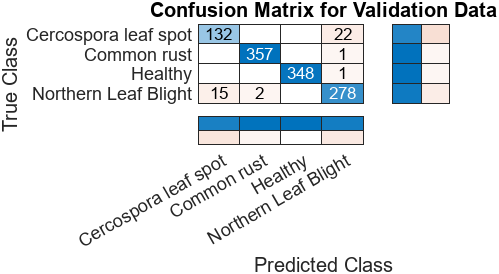 Confusion Matrix for Validation Data
Cercospora leaf spot 132 22
Common rust 357 1
Healthy 348 1
Northern Leaf Blight 15 2 278
True Class
Cercospora leaf spot
Common rust
Healthy
Northern Leaf Blight
Predicted Class